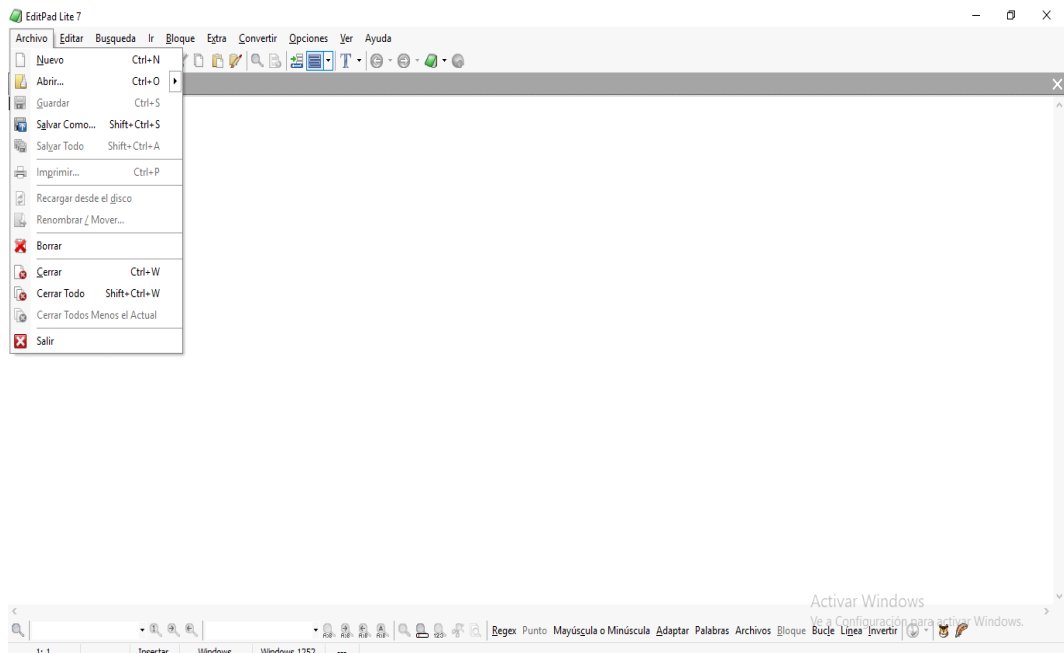 EditPad Lite 7
Archivo Editar Busqueda Ir Bloque Extra Convertir Opciones Ver Ayuda
Nuevo Ctrl+N
Abrir... Ctrl+O
Guardar Ctrl+S
Salvar Como... Shift+Ctrl+S
Salvar Todo Shift+Ctrl+A
Imprimir... Ctrl+P
Recargar desde el disco
Renombrar / Mover...
Borrar
Cerrar Ctrl+W
Cerrar Todo Shift+Ctrl+W
Cerrar Todos Menos el Actual
Salir
Activar Windows
Ve a Configuración para activar Windows.
Regex Punto Mayúscula o Minúscula Adaptar Palabras Archivos Bloque Bucle Linea Invertir
1: 1 Insertar Windows Windows 1252 ---